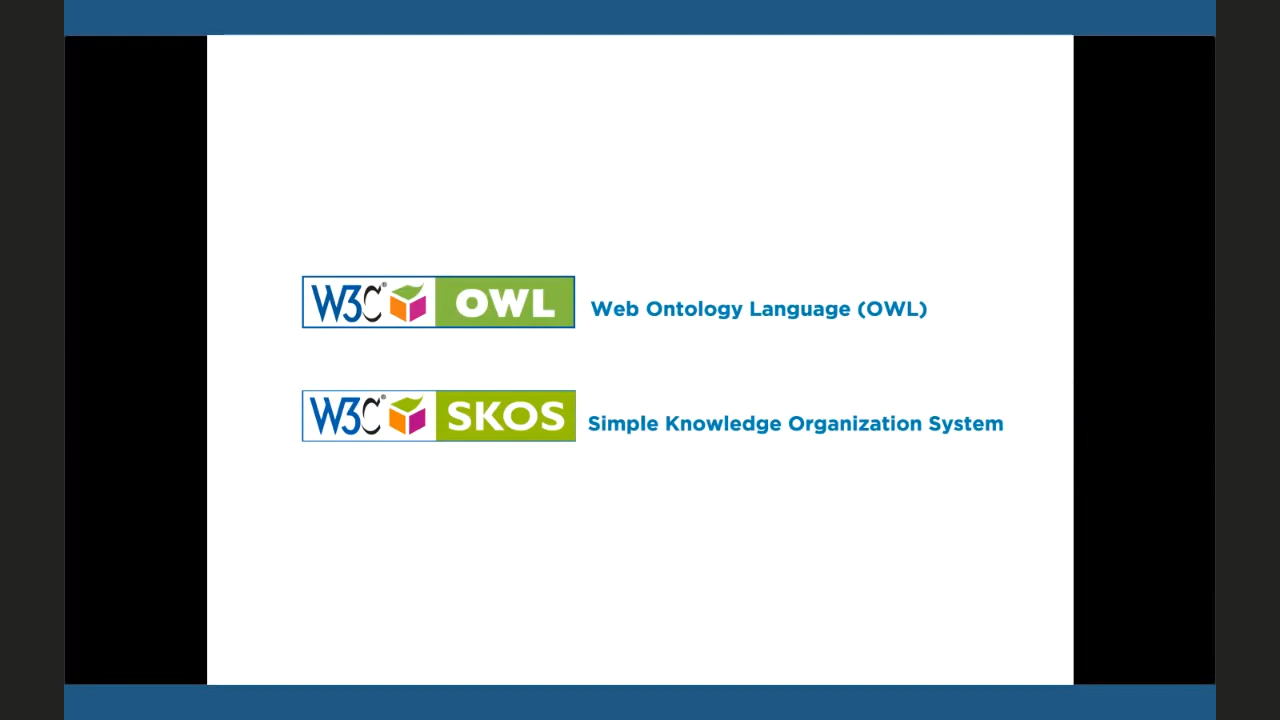 W3C® OWL Web Ontology Language (OWL)
W3C® SKOS Simple Knowledge Organization System